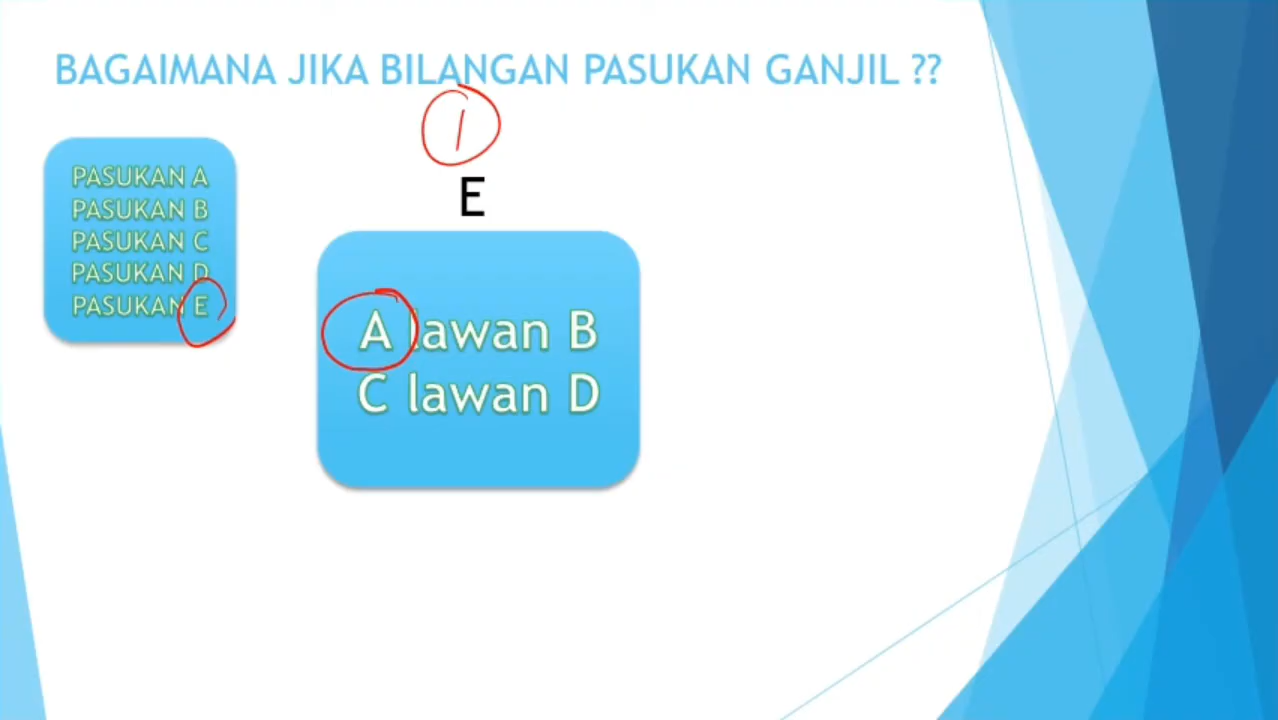 BAGAIMANA JIKA BILANGAN PASUKAN GANJIL ??
1
PASUKAN A
PASUKAN B
PASUKAN C
PASUKAN D
PASUKAN E
E
A lawan B
C lawan D